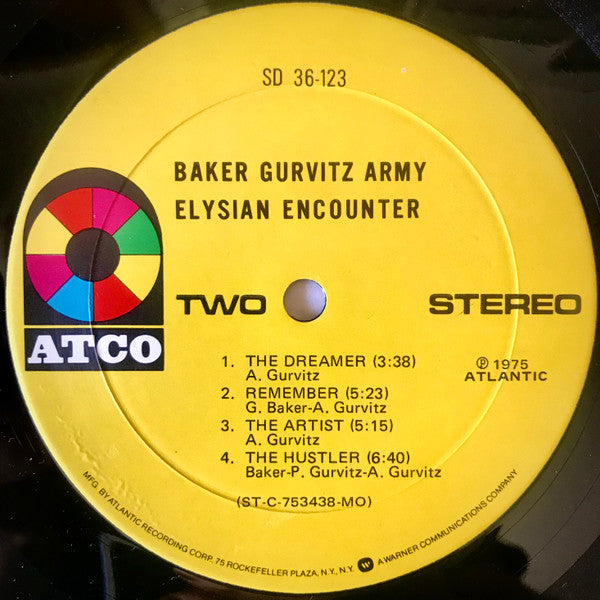 SD 36-123
BAKER GURVITZ ARMY
ELYSIAN ENCOUNTER
ATCO
TWO
STEREO
1. THE DREAMER (3:38)
A. Gurvitz
2. REMEMBER (5:23)
G. Baker-A. Gurvitz
3. THE ARTIST (5:15)
A. Gurvitz
4. THE HUSTLER (6:40)
Baker-P. Gurvitz-A. Gurvitz
℗ 1975
ATLANTIC
(ST-C-753438-MO)
MFG. BY ATLANTIC RECORDING CORP. 75 ROCKEFELLER PLAZA, N.Y., N.Y. W A WARNER COMMUNICATIONS COMPANY